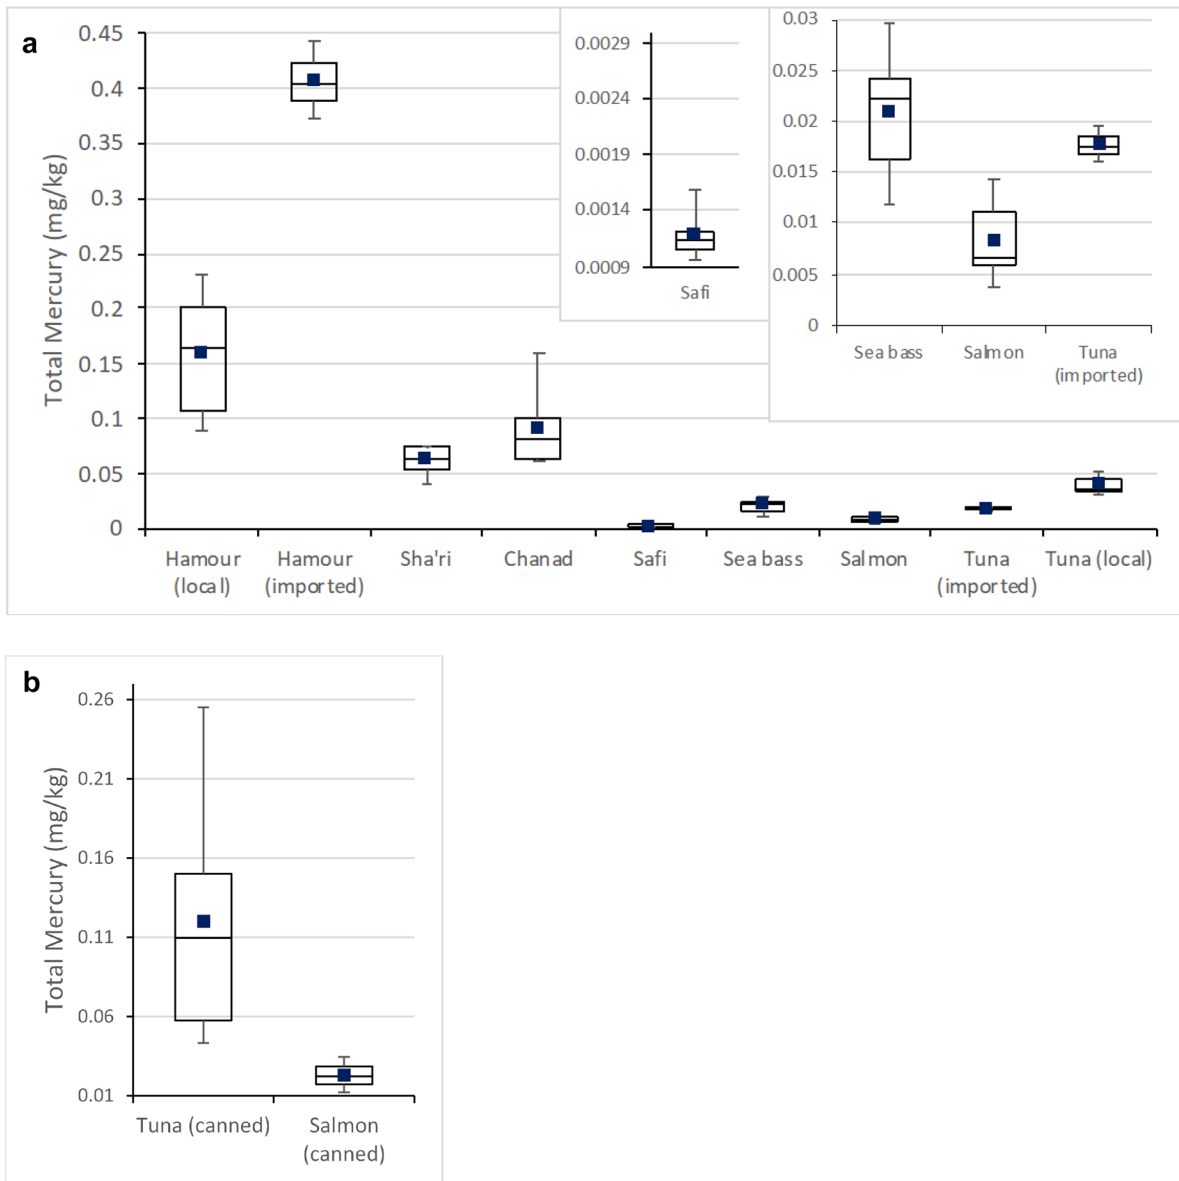 a
Total Mercury (mg/kg)
0.45
0.4
0.35
0.3
0.25
0.2
0.15
0.1
0.05
0
Hamour
(local)
Hamour
(imported)
Sha'ri
Chanad
Safi
Sea bass
Salmon
Tuna
(imported)
Tuna (local)
0.0029
0.0024
0.0019
0.0014
0.0009
Safi
0.03
0.025
0.02
0.015
0.01
0.005
0
Sea bass
Salmon
Tuna
(imported)
b
Total Mercury (mg/kg)
0.26
0.21
0.16
0.11
0.06
0.01
Tuna (canned)
Salmon
(canned)